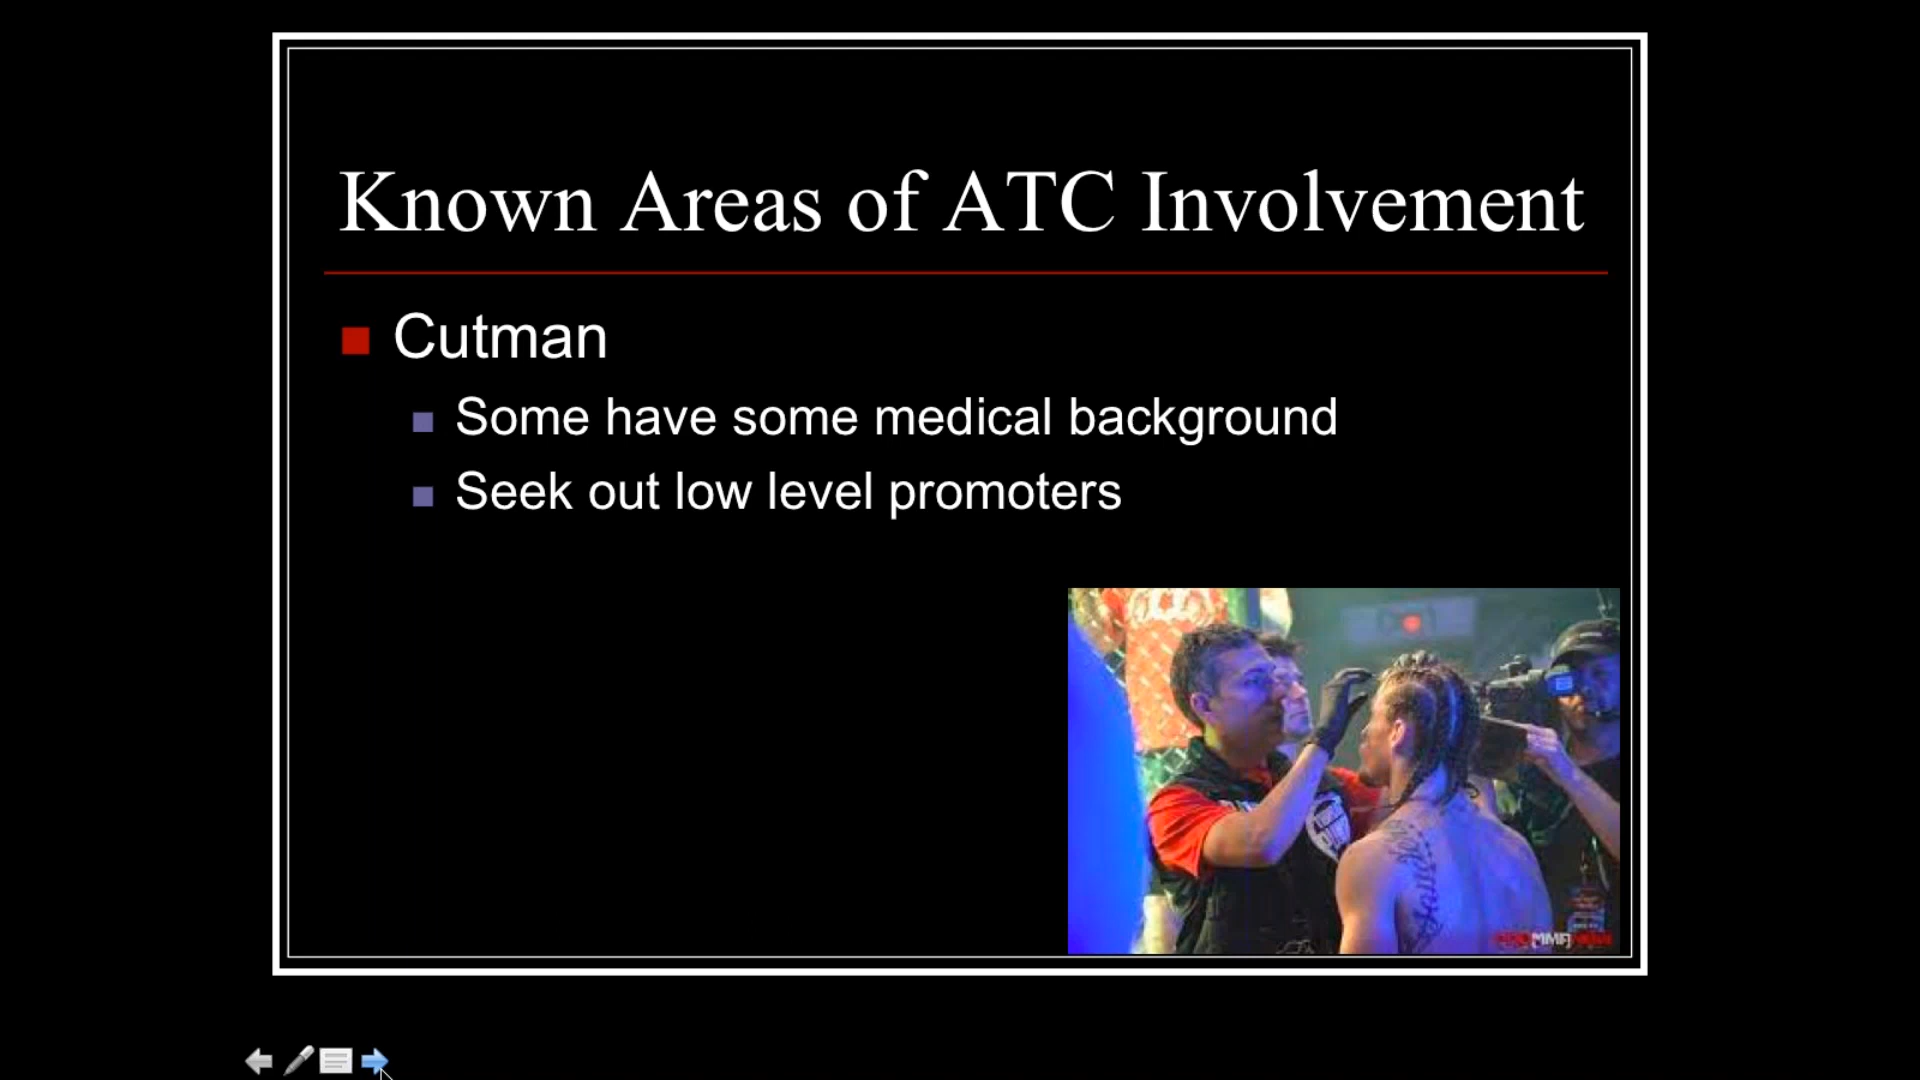 Known Areas of ATC Involvement
Cutman
Some have some medical background
Seek out low level promoters